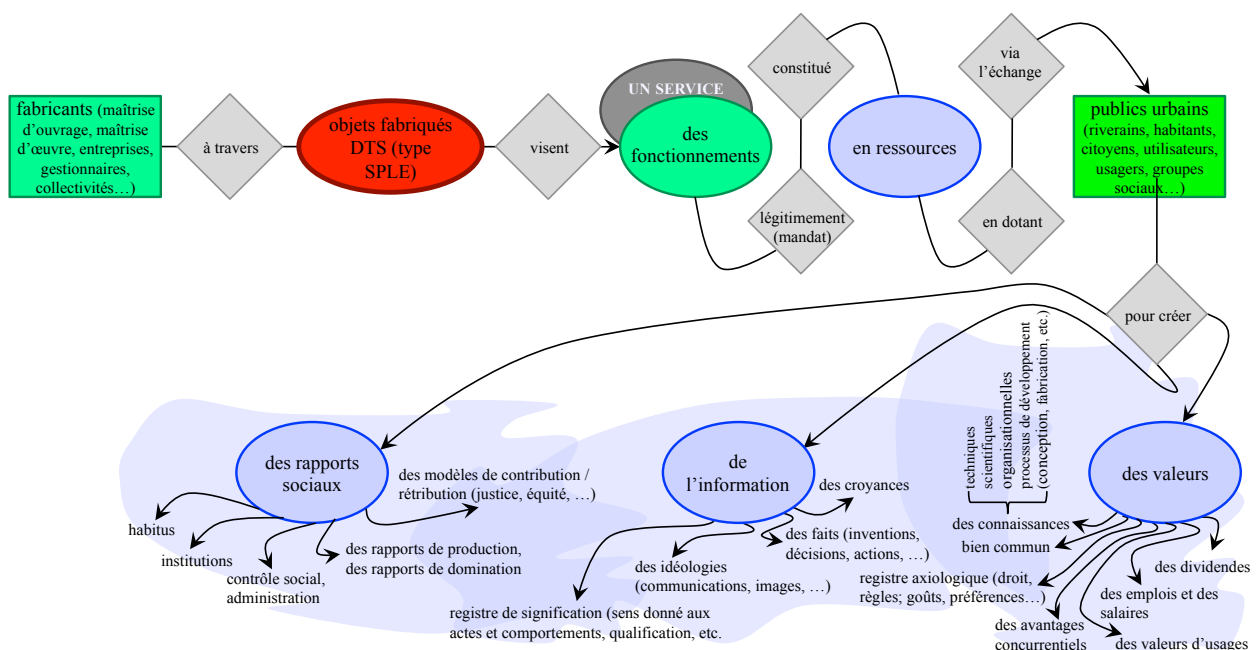 fabricants (maîtrise
d'ouvrage, maîtrise
d'œuvre, entreprises,
gestionnaires,
collectivités…)
à travers
objets fabriqués
DTS (type
SPLE)
visent
UN SERVICE
des
fonctionnements
constitué
légitimement
(mandat)
en ressources
via
l'échange
en dotant
publics urbains
(riverains, habitants,
citoyens, utilisateurs,
usagers, groupes
sociaux…)
pour créer
des rapports
sociaux
habitus
institutions
contrôle social,
administration
des rapports de production,
des rapports de domination
des modèles de contribution /
rétribution (justice, équité, …)
de
l'information
des croyances
des faits (inventions,
décisions, actions, …)
des idéologies
(communications, images, …)
registre de signification (sens donné aux
actes et comportements, qualification, etc.
des valeurs
techniques
scientifiques
organisationnelles
processus de développement
(conception, fabrication, etc.)
des connaissances
bien commun
registre axiologique (droit,
règles; goûts, préférences…)
des avantages
concurrentiels
des valeurs d'usages
des emplois et des
salaires
des dividendes